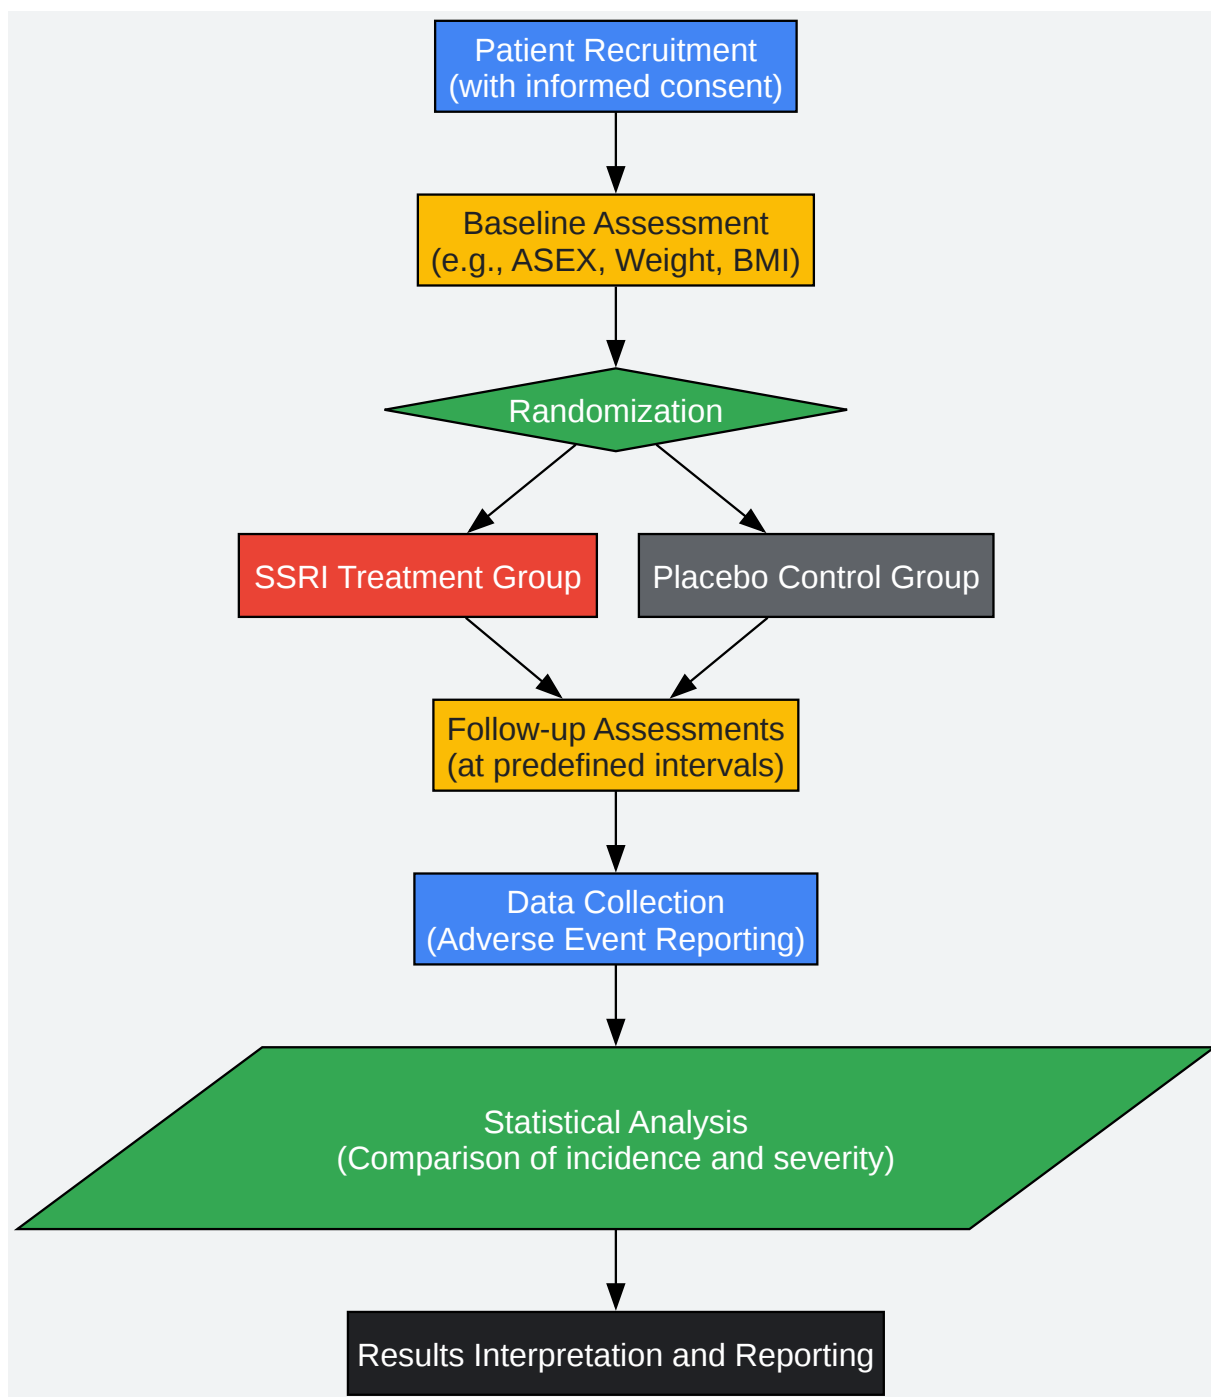 Patient Recruitment
(with informed consent)
Baseline Assessment
(e.g., ASEX, Weight, BMI)
Randomization
SSRI Treatment Group
Placebo Control Group
Follow-up Assessments
(at predefined intervals)
Data Collection
(Adverse Event Reporting)
Statistical Analysis
(Comparison of incidence and severity)
Results Interpretation and Reporting